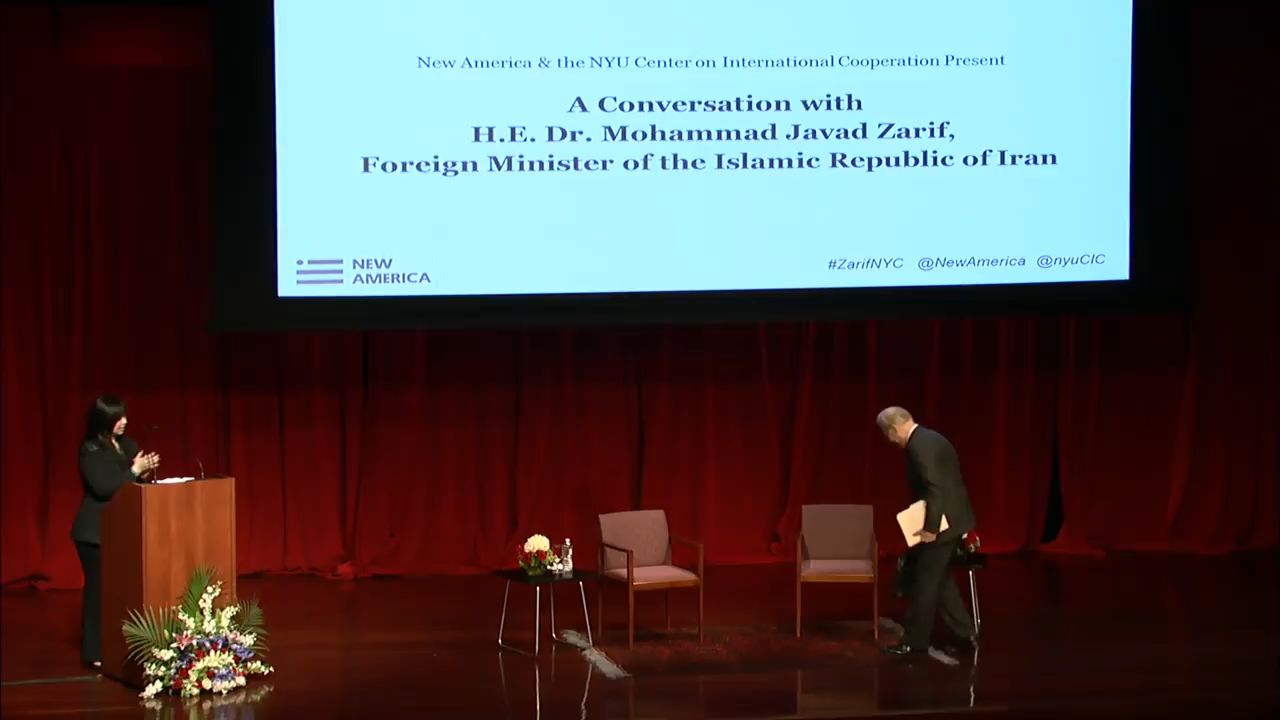 New America & the NYU Center on International Cooperation Present
A Conversation with
H.E. Dr. Mohammad Javad Zarif,
Foreign Minister of the Islamic Republic of Iran
NEW
AMERICA
#ZarifNYC @NewAmerica @nyuCIC